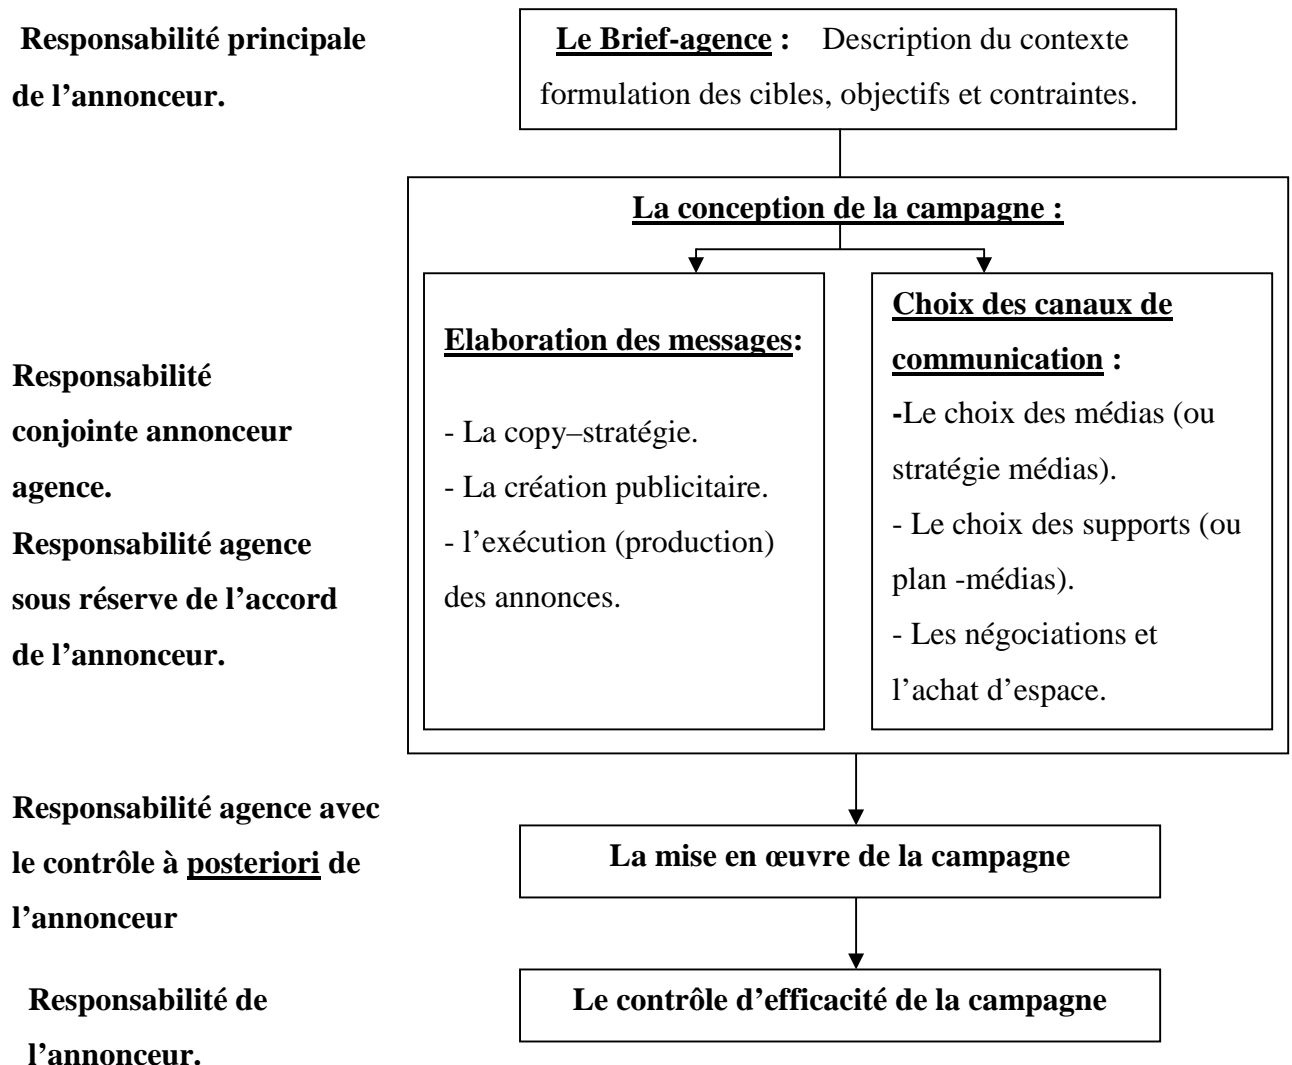 Responsabilité principale
de l’annonceur.
Le Brief-agence : Description du contexte
formulation des cibles, objectifs et contraintes.
La conception de la campagne :
Responsabilité
conjointe annonceur
agence.
Responsabilité agence
sous réserve de l’accord
de l’annonceur.
Elaboration des messages:
- La copy–stratégie.
- La création publicitaire.
- l’exécution (production)
des annonces.
Choix des canaux de
communication :
-Le choix des médias (ou
stratégie médias).
- Le choix des supports (ou
plan -médias).
- Les négociations et
l’achat d’espace.
Responsabilité agence avec
le contrôle à posteriori de
l’annonceur
La mise en œuvre de la campagne
Responsabilité de
l’annonceur.
Le contrôle d’efficacité de la campagne